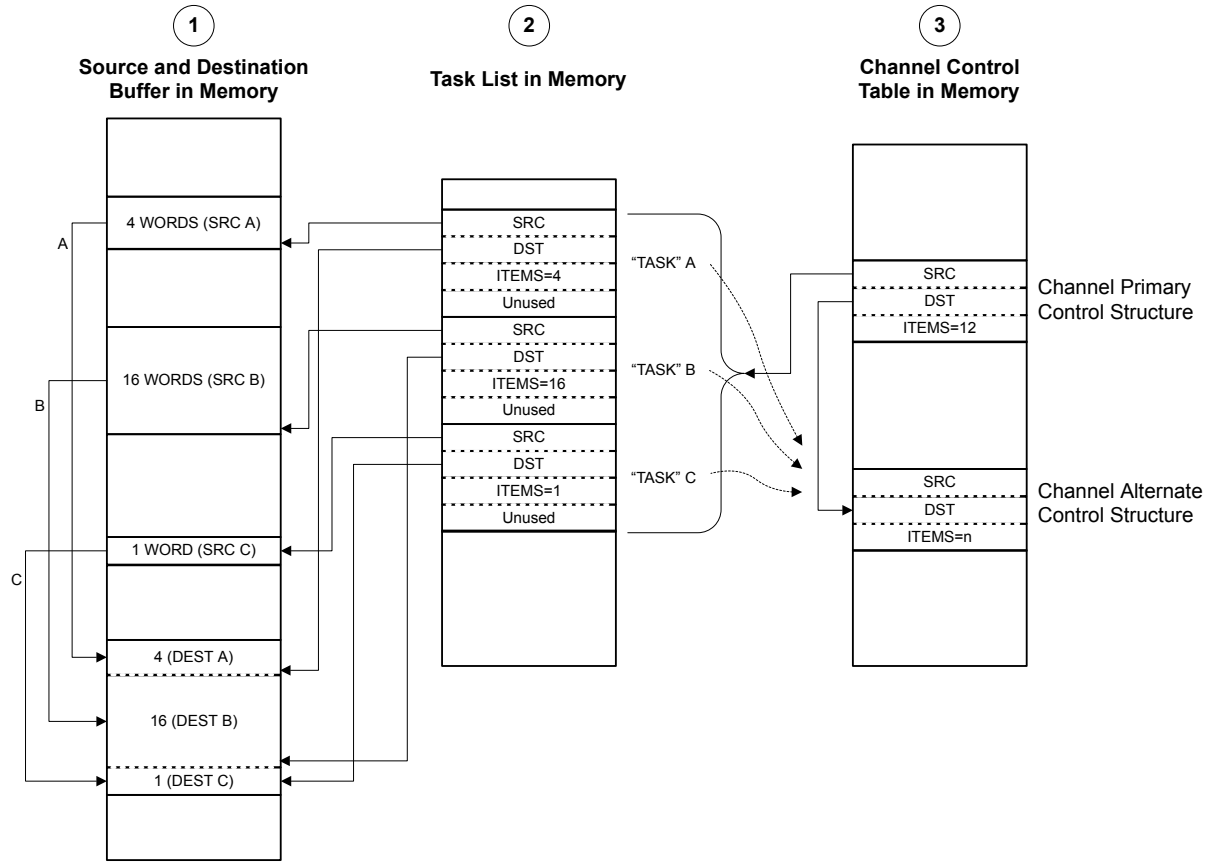 1
Source and Destination
Buffer in Memory
4 WORDS (SRC A)
A
16 WORDS (SRC B)
B
1 WORD (SRC C)
C
4 (DEST A)
16 (DEST B)
1 (DEST C)
2
Task List in Memory
SRC
DST
ITEMS=4
Unused
SRC
DST
ITEMS=16
Unused
SRC
DST
ITEMS=1
Unused
“TASK” A
“TASK” B
“TASK” C
3
Channel Control
Table in Memory
SRC
DST
ITEMS=12
Channel Primary
Control Structure
SRC
DST
ITEMS=n
Channel Alternate
Control Structure